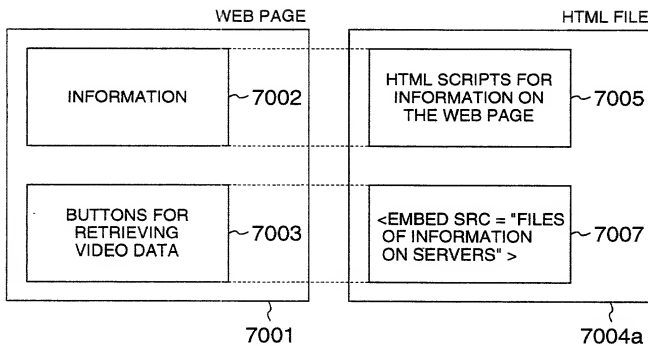 WEB PAGE
HTML FILE
INFORMATION
7002
HTML SCRIPTS FOR
INFORMATION ON
THE WEB PAGE
7005
BUTTONS FOR
RETRIEVING
VIDEO DATA
7003
<EMBED SRC = "FILES
OF INFORMATION
ON SERVERS" >
7007
7001
7004a